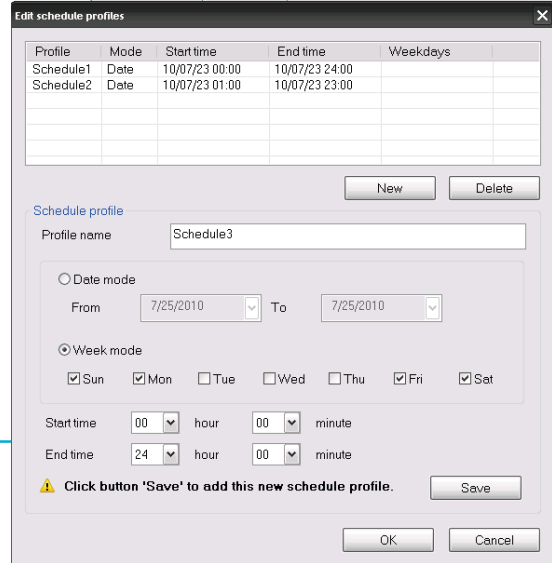 Edit schedule profiles
Profile Mode Start time End time Weekdays
Schedule1 Date 10/07/23 00:00 10/07/23 24:00
Schedule2 Date 10/07/23 01:00 10/07/23 23:00
New Delete
Schedule profile
Profile name Schedule3
Date mode
From 7/25/2010 To 7/25/2010
Week mode
Sun Mon Tue Wed Thu Fri Sat
Start time 00 hour 00 minute
End time 24 hour 00 minute
Click button 'Save' to add this new schedule profile. Save
OK Cancel